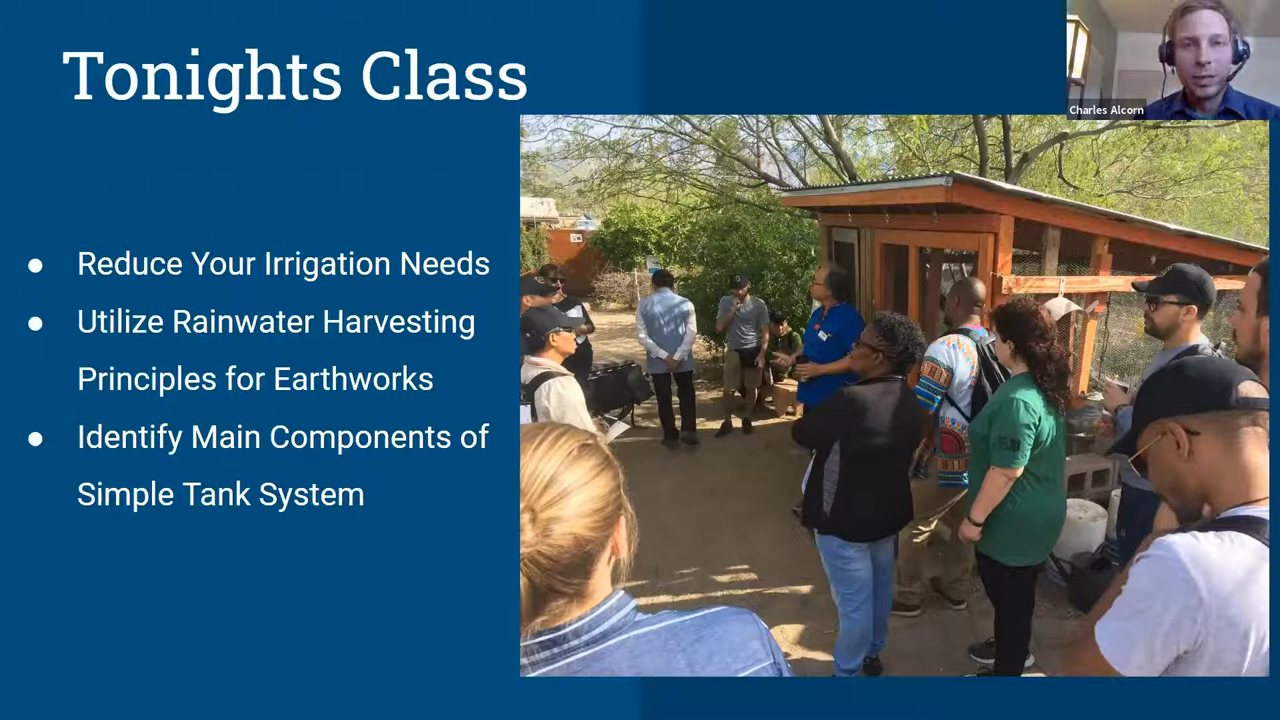 Tonights Class
Charles Alcorn
● Reduce Your Irrigation Needs
● Utilize Rainwater Harvesting
Principles for Earthworks
● Identify Main Components of
Simple Tank System